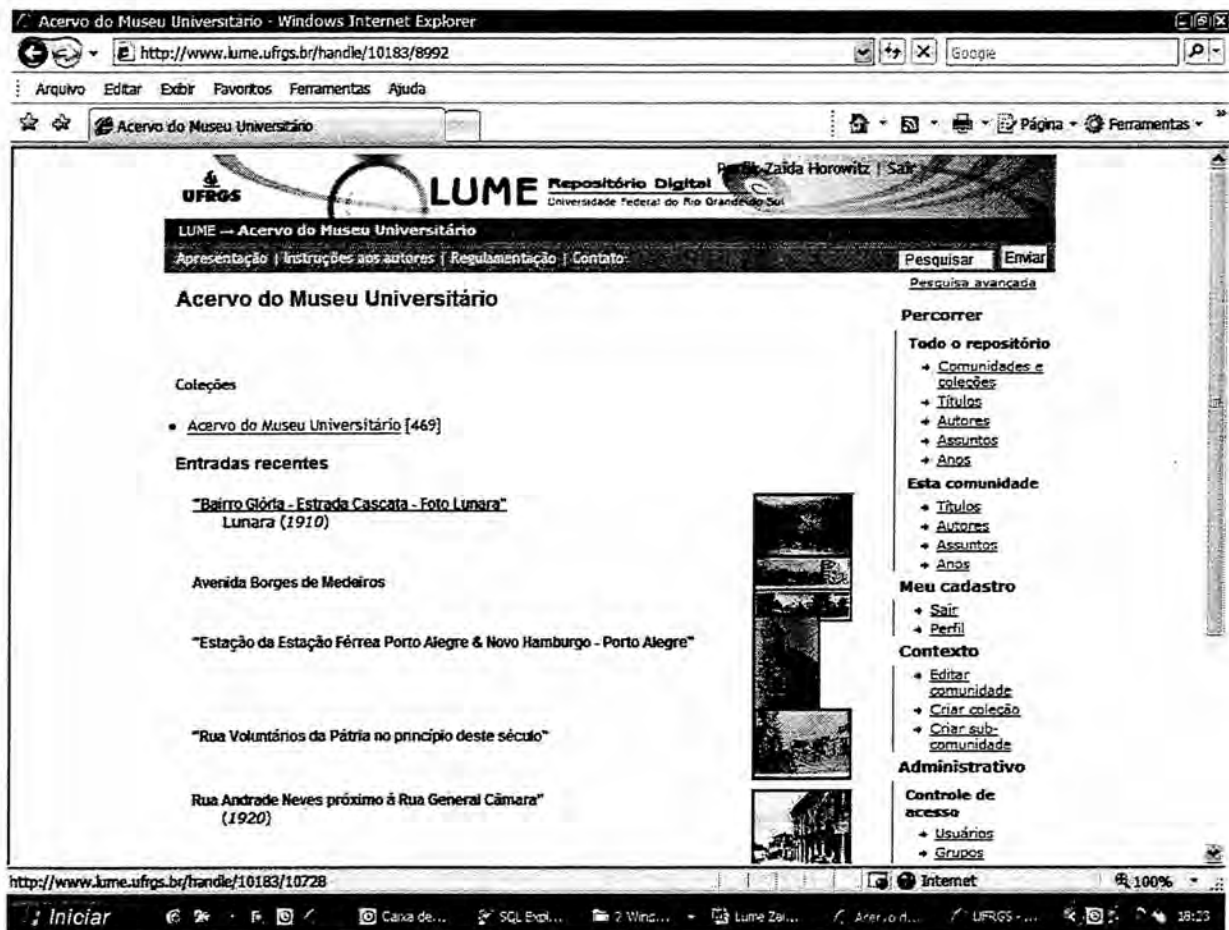 Acervo do Museu Universitário - Windows Internet Explorer
http://www.lume.ufrgs.br/handle/10183/8992
Google
Arquivo Editar Exibir Favoritos Ferramentas Ajuda
Acervo do Museu Universitário
Página
Ferramentas
Zaida Horowitz | Sair
UFRGS
LUME Repositório Digital
Universidade Federal do Rio Grande do Sul
LUME → Acervo do Museu Universitário
Apresentação | Instruções aos autores | Regulamentação | Contato
Pesquisar Enviar
Pesquisa avançada
Acervo do Museu Universitário
Coleções
• Acervo do Museu Universitário [469]
Entradas recentes
"Bairro Glória - Estrada Cascata - Foto Lunara"
Lunara (1910)
Avenida Borges de Medeiros
"Estação da Estação Férrea Porto Alegre & Novo Hamburgo - Porto Alegre"
"Rua Voluntários da Pátria no princípio deste século"
Rua Andrade Neves próximo á Rua General Câmara"
(1920)
Percorrer
Todo o repositório
Comunidades e
coleções
Títulos
Autores
Assuntos
Anos
Esta comunidade
Títulos
Autores
Assuntos
Anos
Meu cadastro
Sair
Perfil
Contexto
Editar
comunidade
Criar coleção
Criar sub-
comunidade
Administrativo
Controle de
acesso
Usuários
Grupos
http://www.lume.ufrgs.br/handle/10183/10728
Internet
100%
Iniciar
Caixa de...
SQL Expl...
2 Wind...
Lume Zai...
UFRGS - ...
18:23